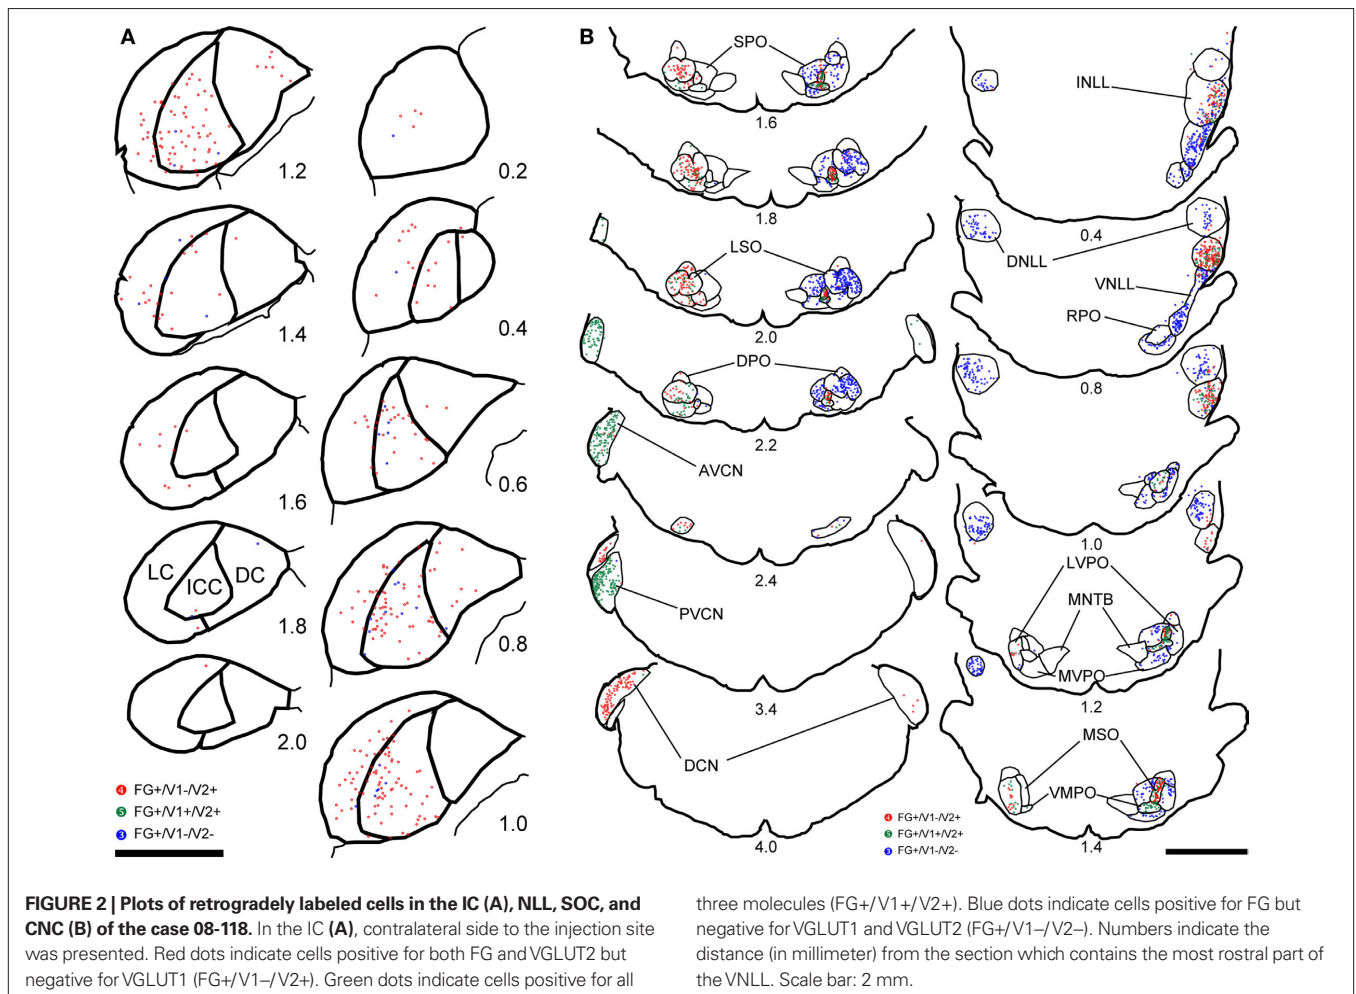 A
1.2
0.2
1.4
0.4
1.6
0.6
LC
ICC
DC
1.8
0.8
2.0
1.0
4 FG+/V1-/V2+
5 FG+/V1+/V2+
3 FG+/V1-/V2-
B
SPO
1.6
1.8
LSO
2.0
DPO
2.2
AVCN
2.4
PVCN
3.4
DCN
4.0
4 FG+/V1-/V2+
5 FG+/V1+/V2+
3 FG+/V1-/V2-
INLL
0.4
DNLL
VNLL
RPO
0.8
1.0
LVPO
MNTB
MVPO
1.2
MSO
VMPO
1.4
FIGURE 2 | Plots of retrogradely labeled cells in the IC (A), NLL, SOC, and
CNC (B) of the case 08-118. In the IC (A), contralateral side to the injection site
was presented. Red dots indicate cells positive for both FG and VGLUT2 but
negative for VGLUT1 (FG+/V1–/V2+). Green dots indicate cells positive for all
three molecules (FG+/V1+/V2+). Blue dots indicate cells positive for FG but
negative for VGLUT1 and VGLUT2 (FG+/V1–/V2–). Numbers indicate the
distance (in millimeter) from the section which contains the most rostral part of
the VNLL. Scale bar: 2 mm.